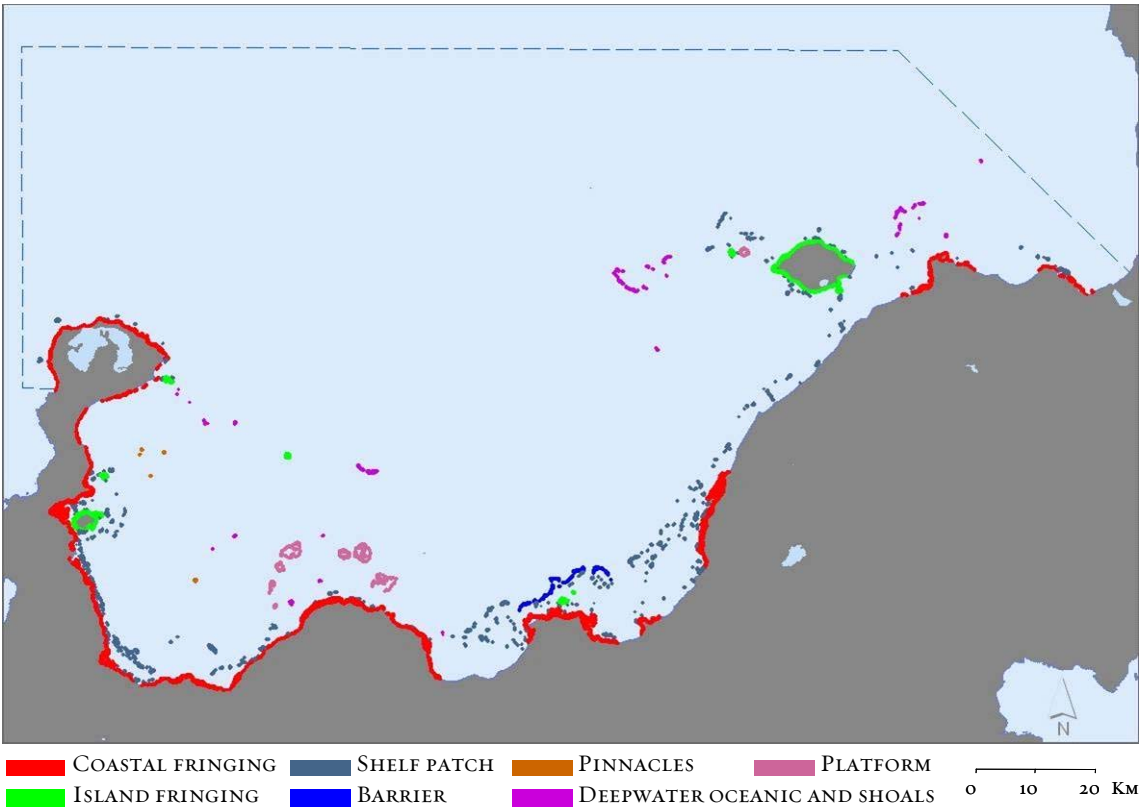 N
COASTAL FRINGING SHELF PATCH PINNACLES PLATFORM
ISLAND FRINGING BARRIER DEEPWATER OCEANIC AND SHOALS 0 10 20 KM